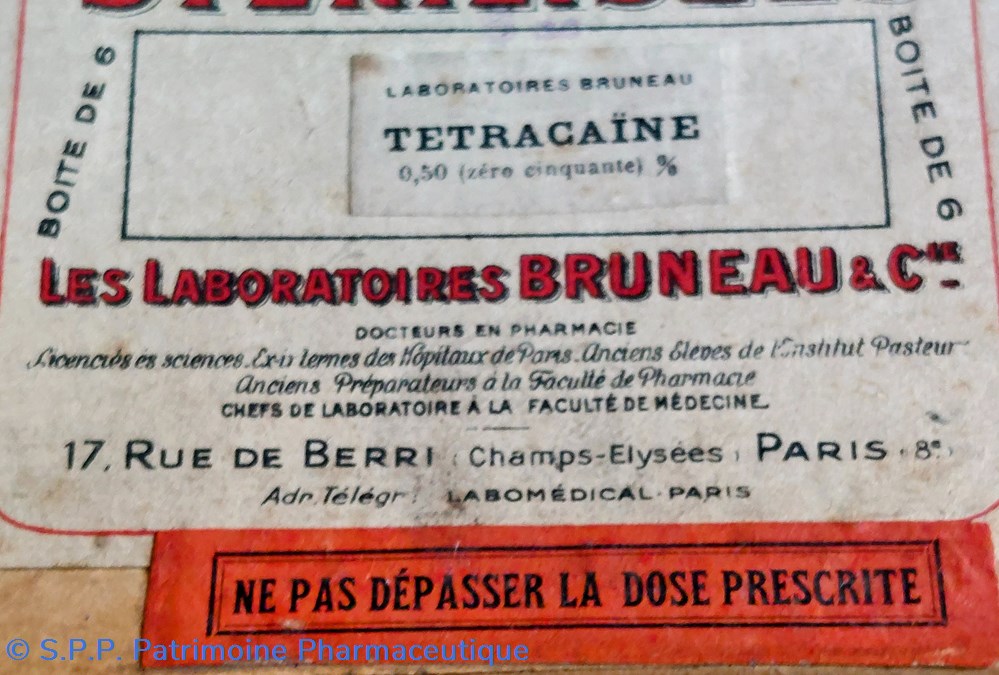 STERILISÉES
BOITE DE 6
BOITE DE 6
LABORATOIRES BRUNEAU
TETRACAÏNE
0,50 (zéro cinquante) %
LES LABORATOIRES BRUNEAU & CIE
DOCTEURS EN PHARMACIE
Licenciés ès sciences. Ex-internes des Hôpitaux de Paris. Anciens Elèves de l'Institut Pasteur
Anciens Préparateurs à la Faculté de Pharmacie
CHEFS DE LABORATOIRE À LA FACULTÉ DE MÉDECINE
17, RUE DE BERRI (Champs-Elysées) PARIS (8e)
Adr. Télégr: LABOMÉDICAL-PARIS
NE PAS DÉPASSER LA DOSE PRESCRITE
© S.P.P. Patrimoine Pharmaceutique